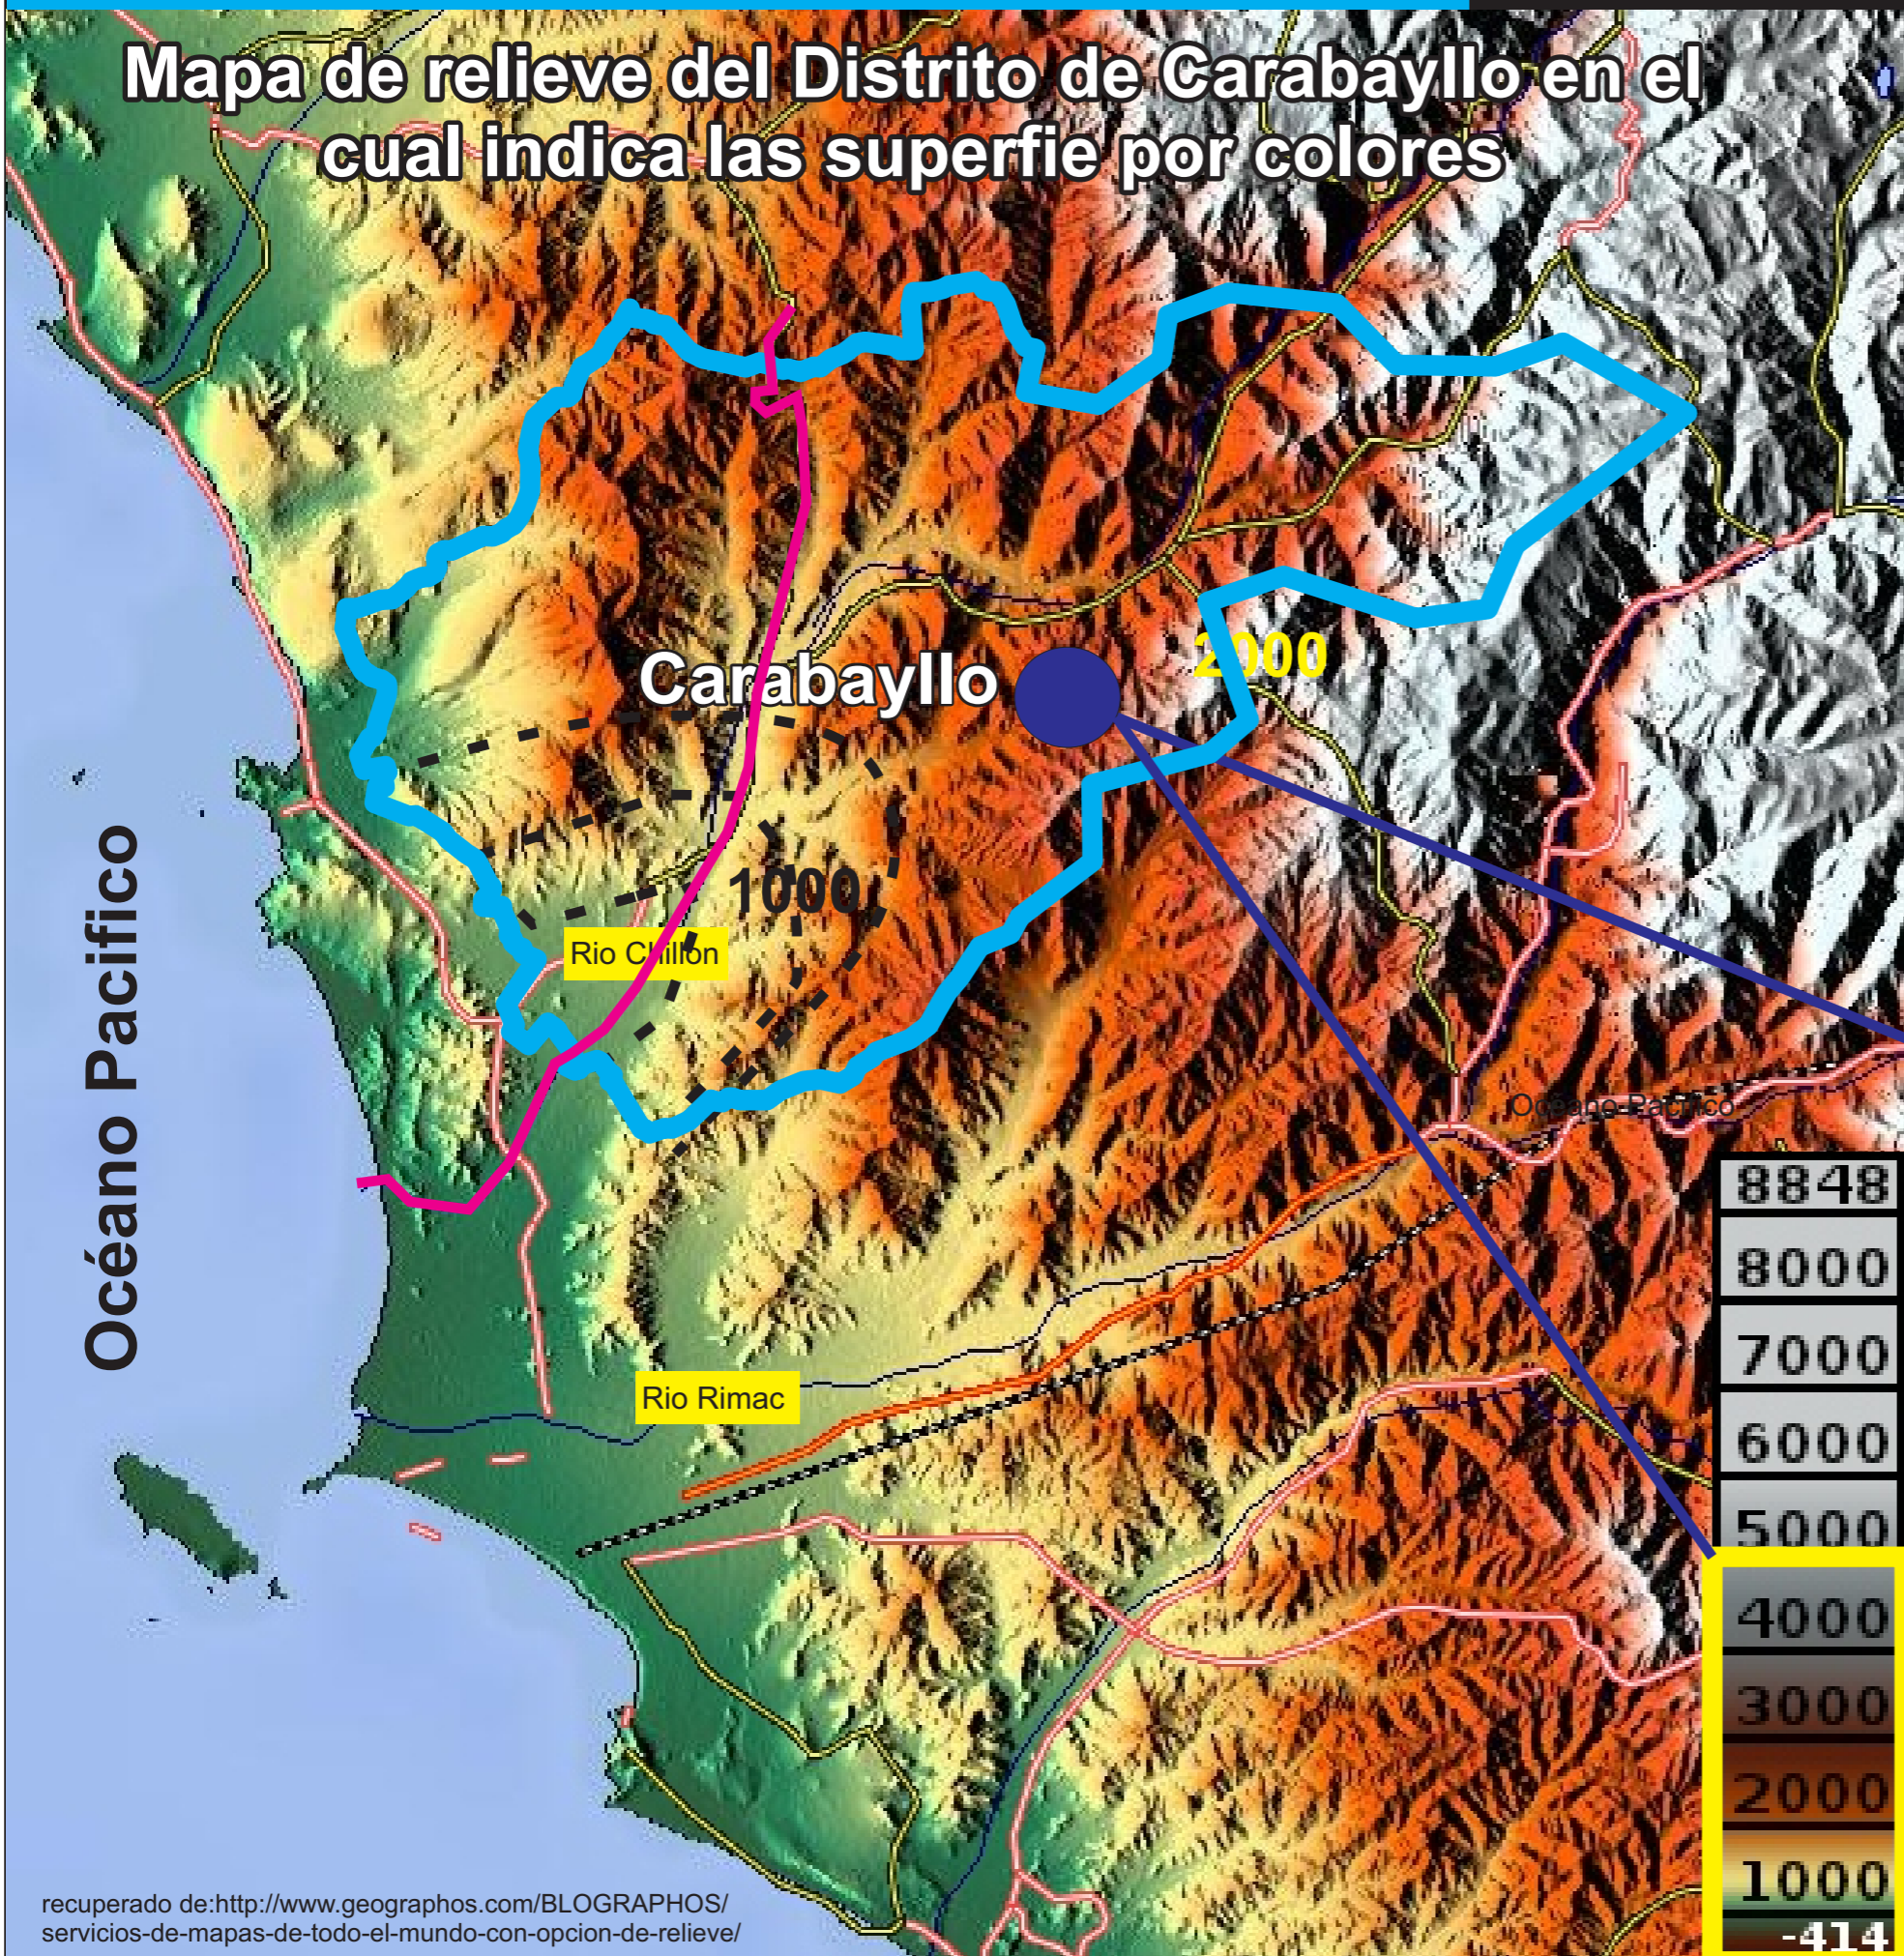 Mapa de relieve del Distrito de Carabayllo en el
cual indica las superfie por colores
Carabayllo
2000
1000
Rio Chillón
Océano Pacifico
Océano Pacifico
Rio Rimac
8848
8000
7000
6000
5000
4000
3000
2000
1000
-414
recuperado de:http://www.geographos.com/BLOGRAPHOS/
servicios-de-mapas-de-todo-el-mundo-con-opcion-de-relieve/